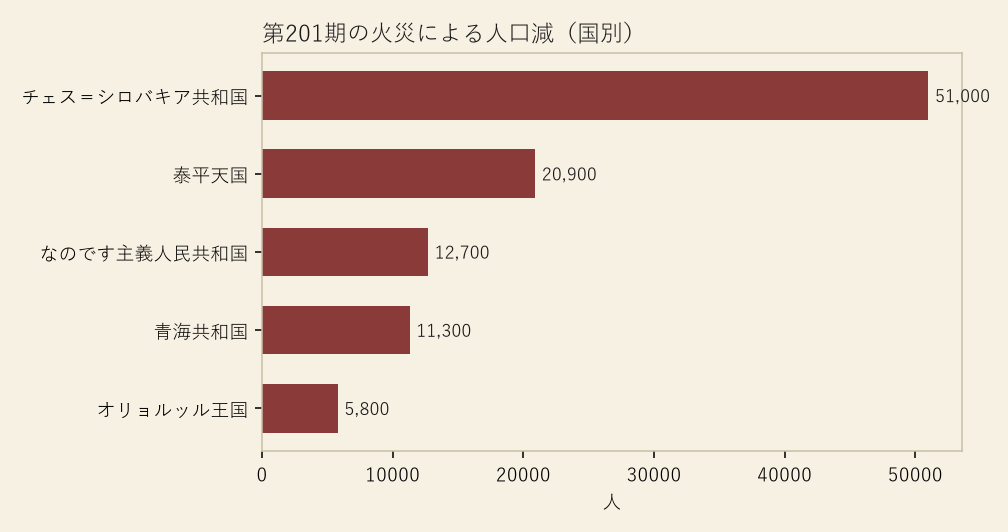 第201期の火災による人口減（国別）
チェス＝シロバキア共和国
51,000
泰平天国
20,900
なのです主義人民共和国
12,700
青海共和国
11,300
オリョルッル王国
5,800
0 10000 20000 30000 40000 50000
人